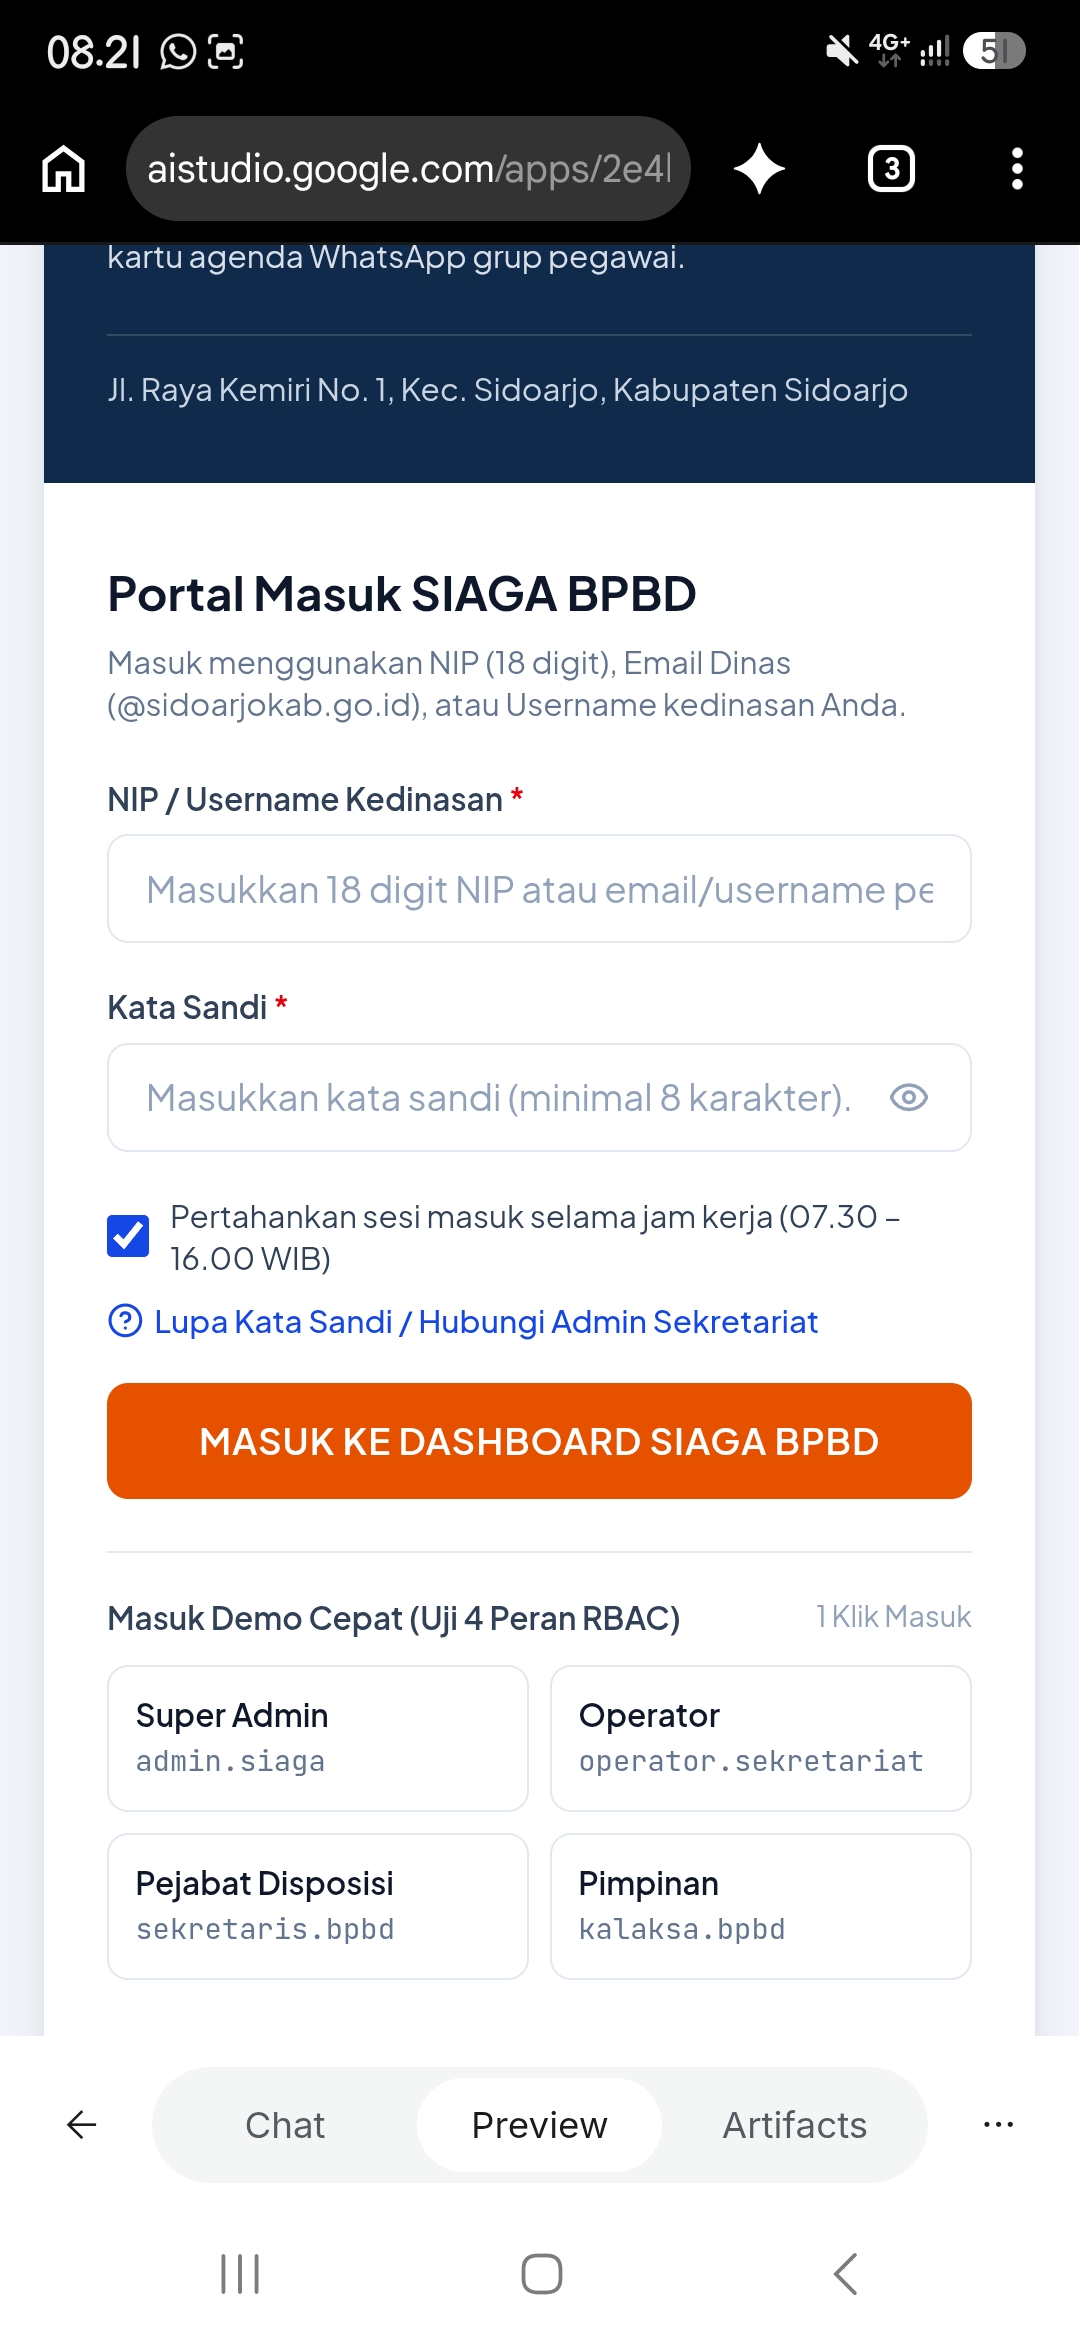 08.21
4G+
51
aistudio.google.com/apps/2e4
3
kartu agenda WhatsApp grup pegawai.
Jl. Raya Kemiri No. 1, Kec. Sidoarjo, Kabupaten Sidoarjo
Portal Masuk SIAGA BPBD
Masuk menggunakan NIP (18 digit), Email Dinas
(@sidoarjokab.go.id), atau Username kedinasan Anda.
NIP / Username Kedinasan *
Masukkan 18 digit NIP atau email/username pe
Kata Sandi *
Masukkan kata sandi (minimal 8 karakter).
Pertahankan sesi masuk selama jam kerja (07.30 –
16.00 WIB)
Lupa Kata Sandi / Hubungi Admin Sekretariat
MASUK KE DASHBOARD SIAGA BPBD
Masuk Demo Cepat (Uji 4 Peran RBAC)
1 Klik Masuk
Super Admin
admin.siaga
Operator
operator.sekretariat
Pejabat Disposisi
sekretaris.bpbd
Pimpinan
kalaksa.bpbd
Chat
Preview
Artifacts